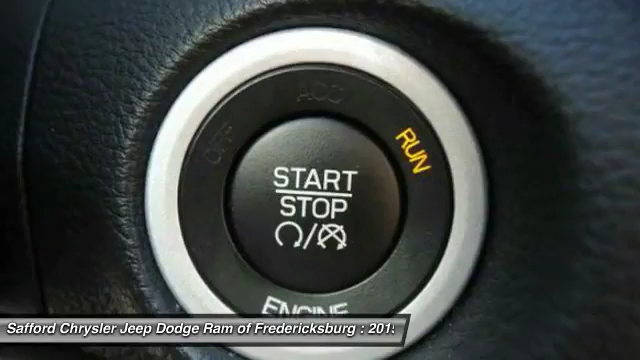 ACC
OFF
RUN
START
STOP
ENGINE
Safford Chrysler Jeep Dodge Ram of Fredericksburg : 201